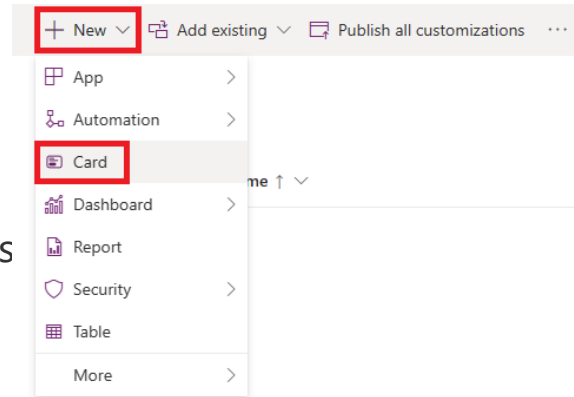 New Add existing Publish all customizations ...
App
Automation
Card
me ↑
Dashboard
s
Report
Security
Table
More